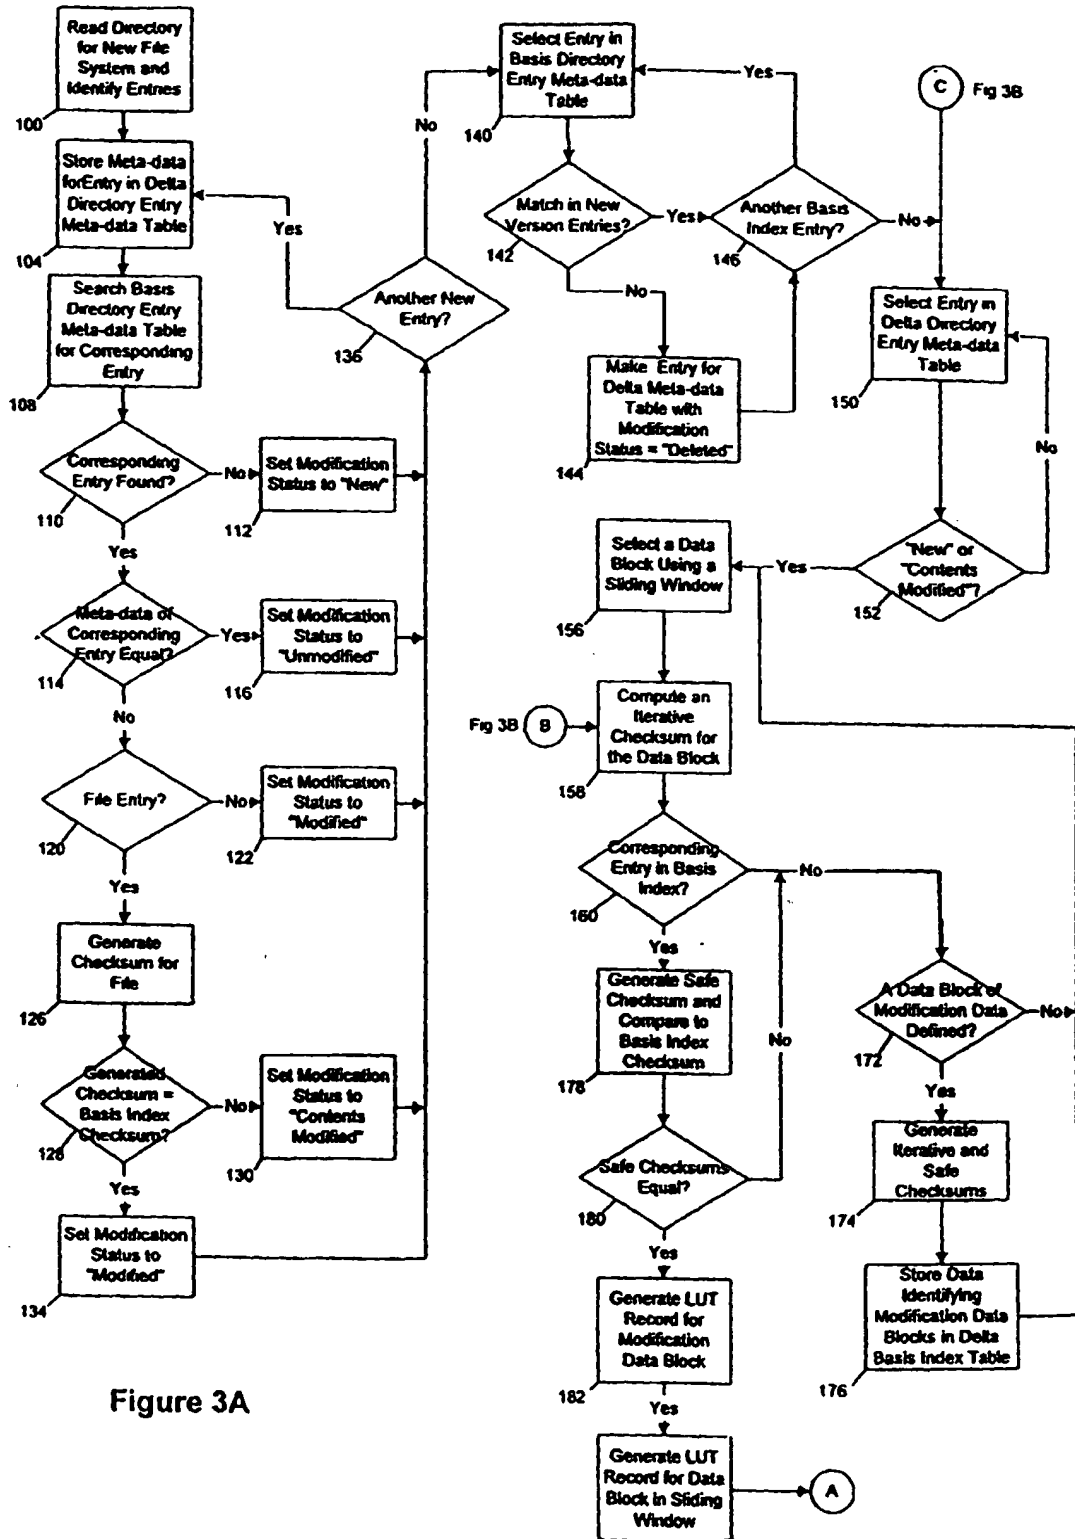 Read Directory
for New File
System and
Identify Entries
100
Store Meta-data
forEntry in Delta
Directory Entry
Meta-data Table
104
Search Basis
Directory Entry
Meta-data Table
for Corresponding
Entry
108
Corresponding
Entry Found?
110
No
Set Modification
Status to "New"
112
Yes
Meta-data of
Corresponding
Entry Equal?
114
Yes
Set Modification
Status to
"Unmodified"
116
No
File Entry?
120
No
Set Modification
Status to
"Modified"
122
Yes
Generate
Checksum for
File
126
Generated
Checksum =
Basis Index
Checksum?
128
No
Set Modification
Status to
"Contents
Modified"
130
Yes
Set Modification
Status to
"Modified"
134
Another New
Entry?
136
Yes
No
Select Entry in
Basis Directory
Entry Meta-data
Table
140
Match in New
Version Entries?
142
Yes
No
Make Entry for
Delta Meta-data
Table with
Modification
Status = "Deleted"
144
Another Basis
Index Entry?
146
Yes
No
C
Fig 3B
Select Entry in
Delta Directory
Entry Meta-data
Table
150
"New" or
"Contents
Modified"?
152
No
Yes
Select a Data
Block Using a
Sliding Window
156
Fig 3B
B
Compute an
Iterative
Checksum for
the Data Block
158
Corresponding
Entry in Basis
Index?
160
No
Yes
Generate Safe
Checksum and
Compare to
Basis Index
Checksum
178
Safe Checksums
Equal?
180
No
Yes
Generate LUT
Record for
Modification
Data Block
182
Yes
Generate LUT
Record for Data
Block in Sliding
Window
A
A Data Block of
Modification Data
Defined?
172
No
Yes
Generate
Iterative and
Safe
Checksums
174
Store Data
Identifying
Modification Data
Blocks in Delta
Basis Index Table
176
Figure 3A